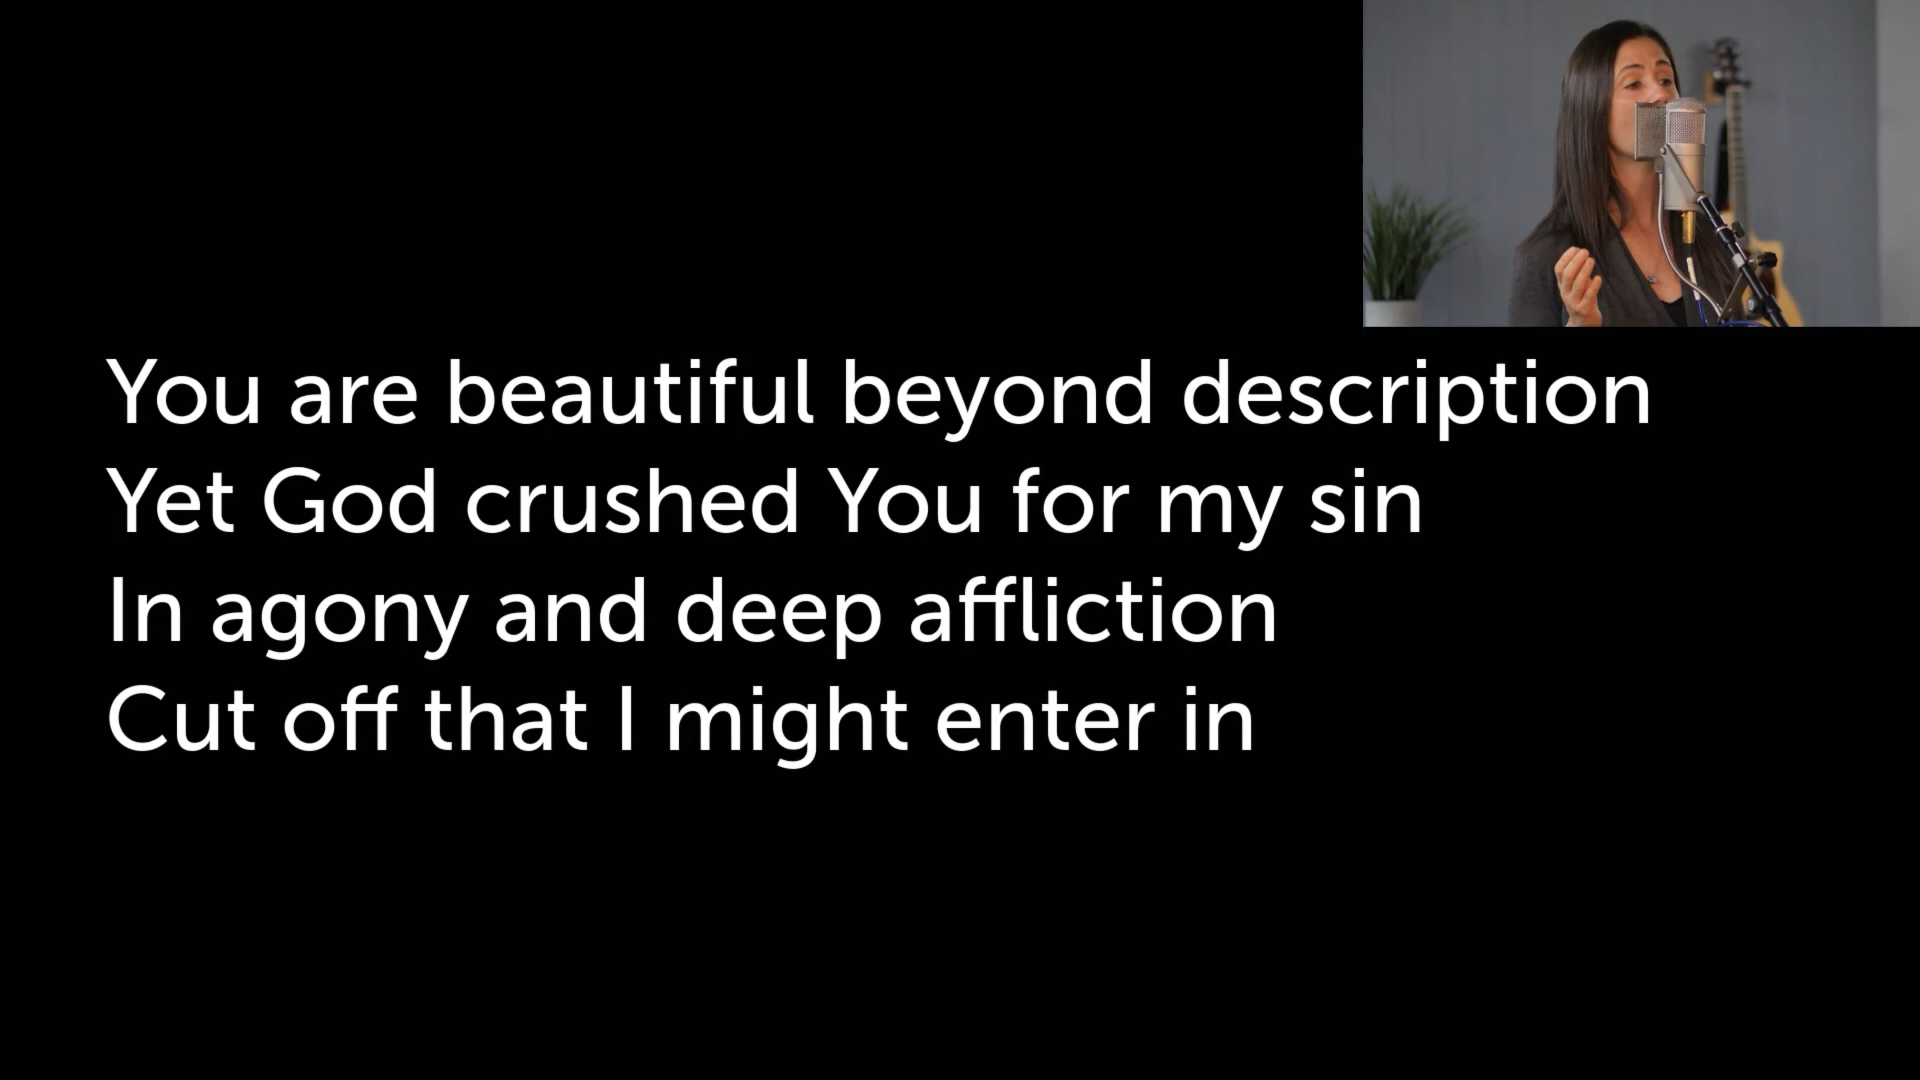 You are beautiful beyond description
Yet God crushed You for my sin
In agony and deep affliction
Cut off that I might enter in